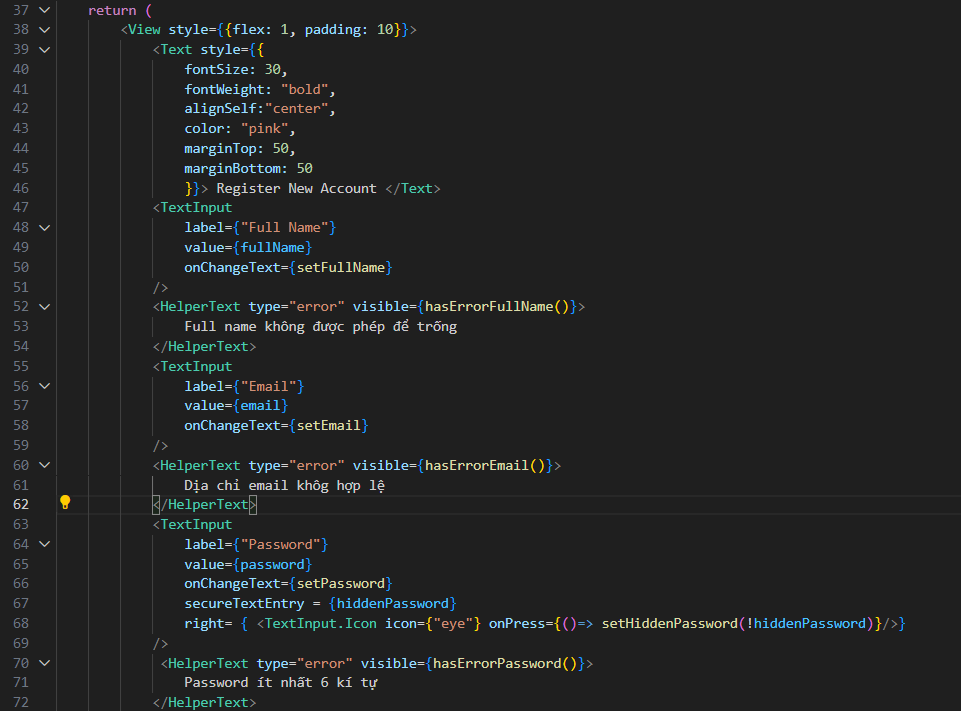 37 return (
38 <View style={{flex: 1, padding: 10}}>
39 <Text style={{
40 fontSize: 30,
41 fontWeight: "bold",
42 alignSelf:"center",
43 color: "pink",
44 marginTop: 50,
45 marginBottom: 50
46 }}> Register New Account </Text>
47 <TextInput
48 label={"Full Name"}
49 value={fullName}
50 onChangeText={setFullName}
51 />
52 <HelperText type="error" visible={hasErrorFullName()}>
53 Full name không được phép để trống
54 </HelperText>
55 <TextInput
56 label={"Email"}
57 value={email}
58 onChangeText={setEmail}
59 />
60 <HelperText type="error" visible={hasErrorEmail()}>
61 Dịa chỉ email khôg hợp lệ
62 </HelperText>
63 <TextInput
64 label={"Password"}
65 value={password}
66 onChangeText={setPassword}
67 secureTextEntry = {hiddenPassword}
68 right= { <TextInput.Icon icon={"eye"} onPress={()=> setHiddenPassword(!hiddenPassword)}/>}
69 />
70 <HelperText type="error" visible={hasErrorPassword()}>
71 Password ít nhất 6 kí tự
72 </HelperText>